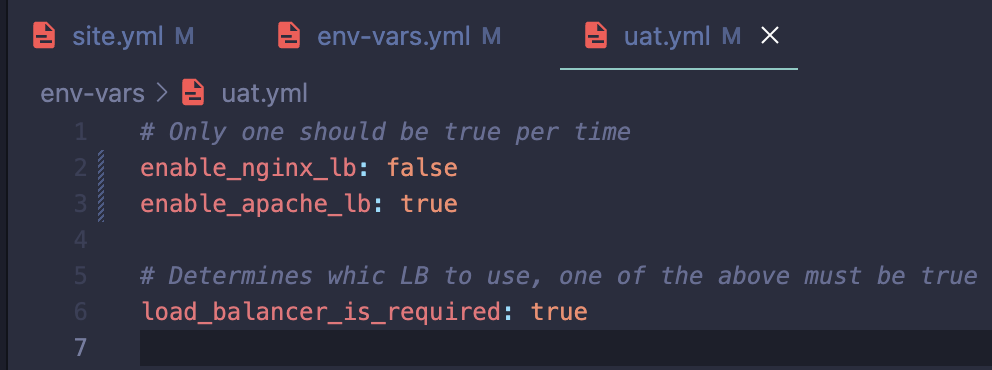 site.yml M env-vars.yml M uat.yml M
env-vars > uat.yml
1 # Only one should be true per time
2 enable_nginx_lb: false
3 enable_apache_lb: true
4
5 # Determines whic LB to use, one of the above must be true
6 load_balancer_is_required: true
7